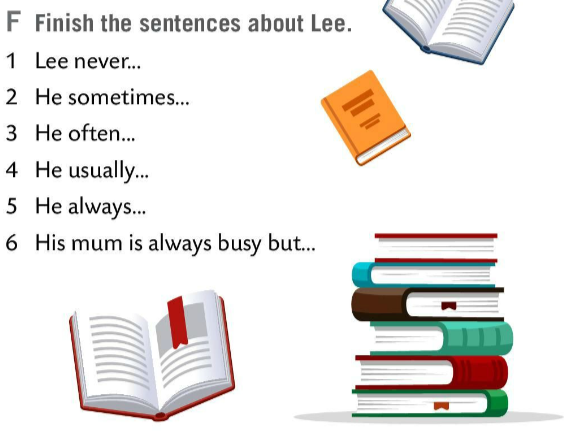 F Finish the sentences about Lee.
1 Lee never...
2 He sometimes...
3 He often...
4 He usually...
5 He always...
6 His mum is always busy but...